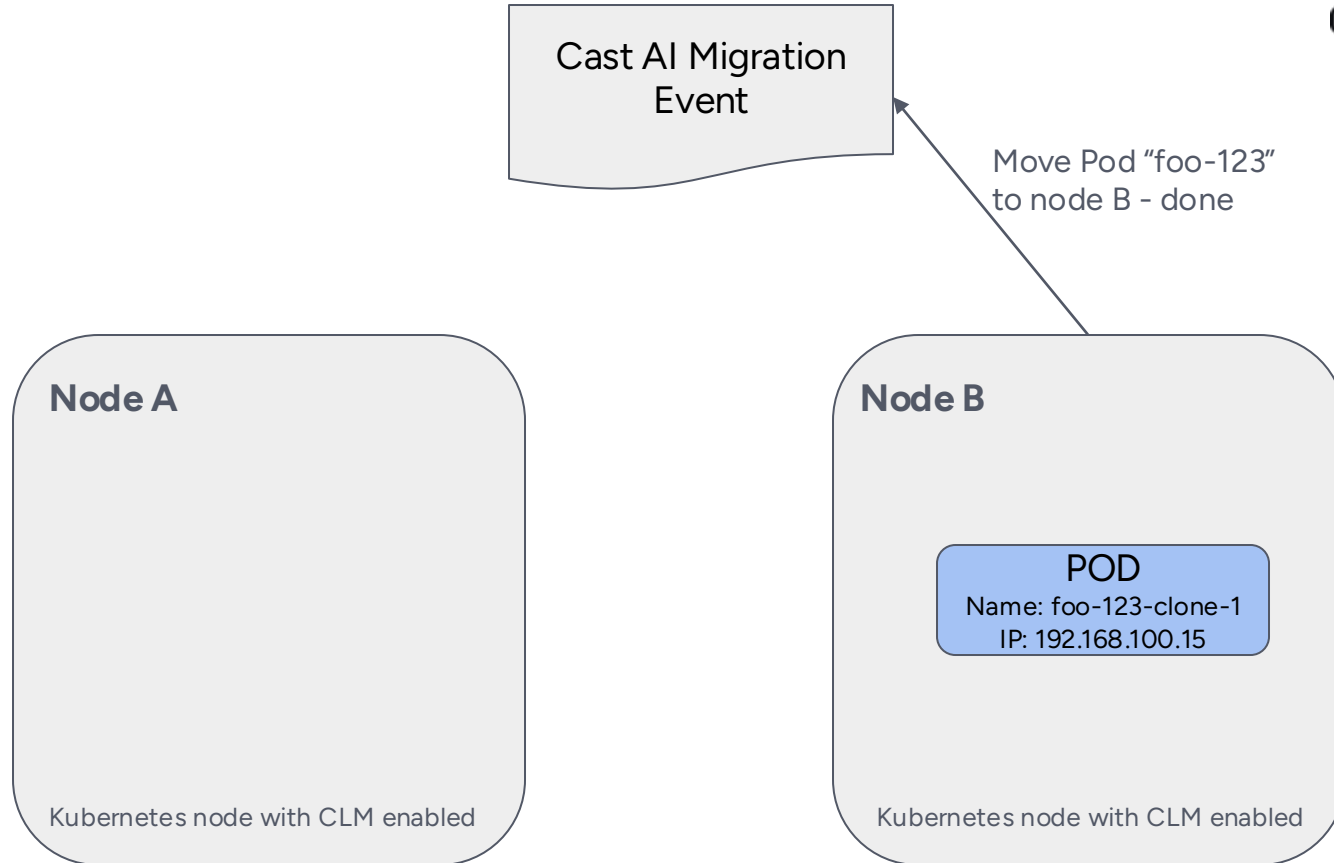 Cast AI Migration
Event
Move Pod “foo-123”
to node B - done
Node A
Node B
POD
Name: foo-123-clone-1
IP: 192.168.100.15
Kubernetes node with CLM enabled
Kubernetes node with CLM enabled